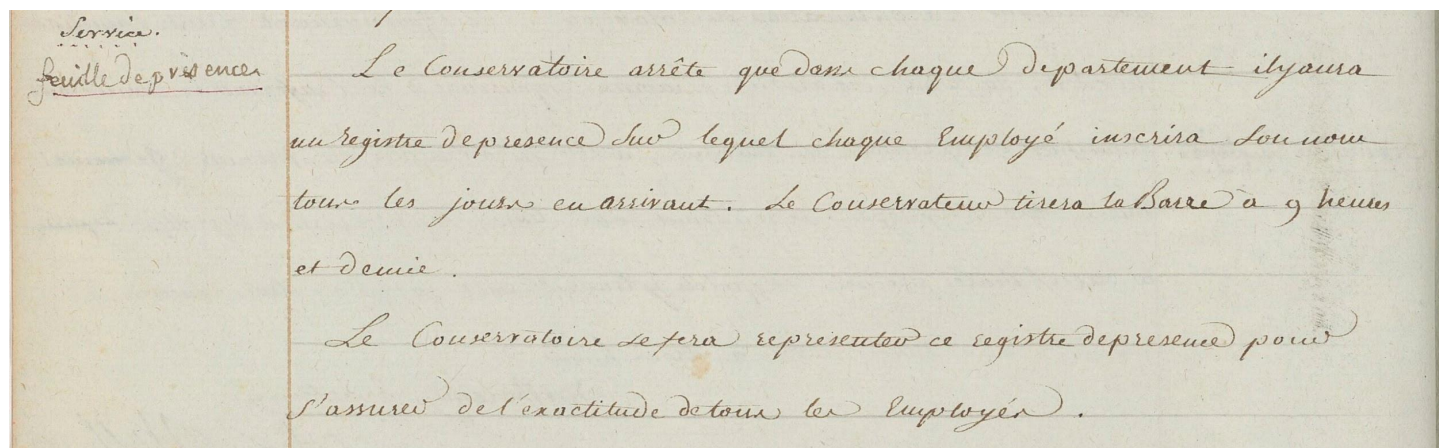 Service.
feuille de présence
Le Conservatoire arrête que dans chaque departement il y aura
un registre de presence sur lequel chaque Employé inscrira son nom
tous les jours en arrivant. Le Conservateur tirera la Barre à 9 heures
et demie.
Le Conservatoire se fera representer ce registre de presence pour
s'assurer de l'exactitude de tous les Employés.